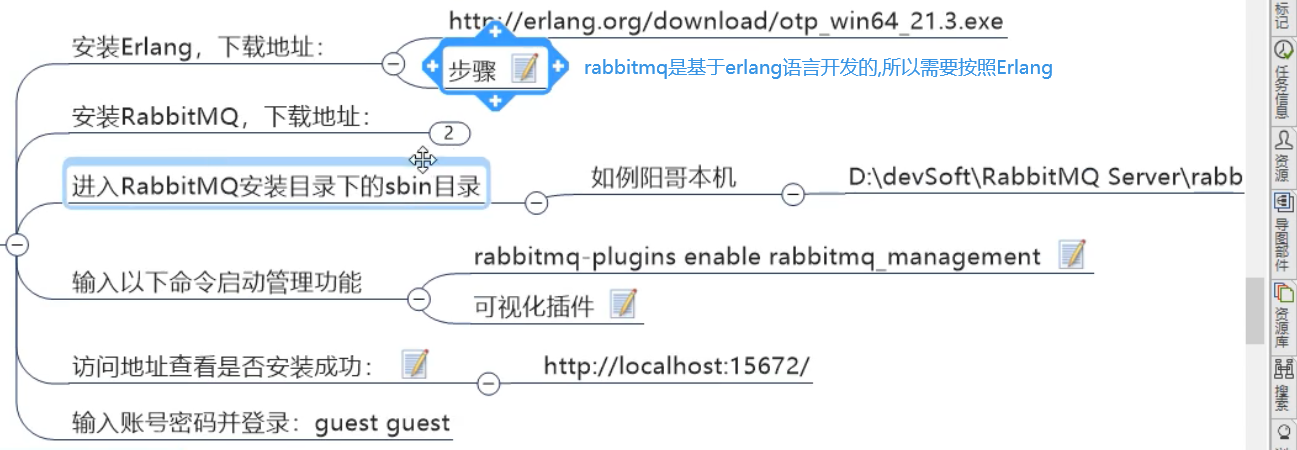 安装Erlang，下载地址：
http://erlang.org/download/otp_win64_21.3.exe
步骤
rabbitmq是基于erlang语言开发的,所以需要按照Erlang
安装RabbitMQ，下载地址：
2
进入RabbitMQ安装目录下的sbin目录
如例阳哥本机
D:\devSoft\RabbitMQ Server\rabb
输入以下命令启动管理功能
rabbitmq-plugins enable rabbitmq_management
可视化插件
访问地址查看是否安装成功：
http://localhost:15672/
输入账号密码并登录：guest guest
标记
任务信息
资源
导图部件
资源库
搜索